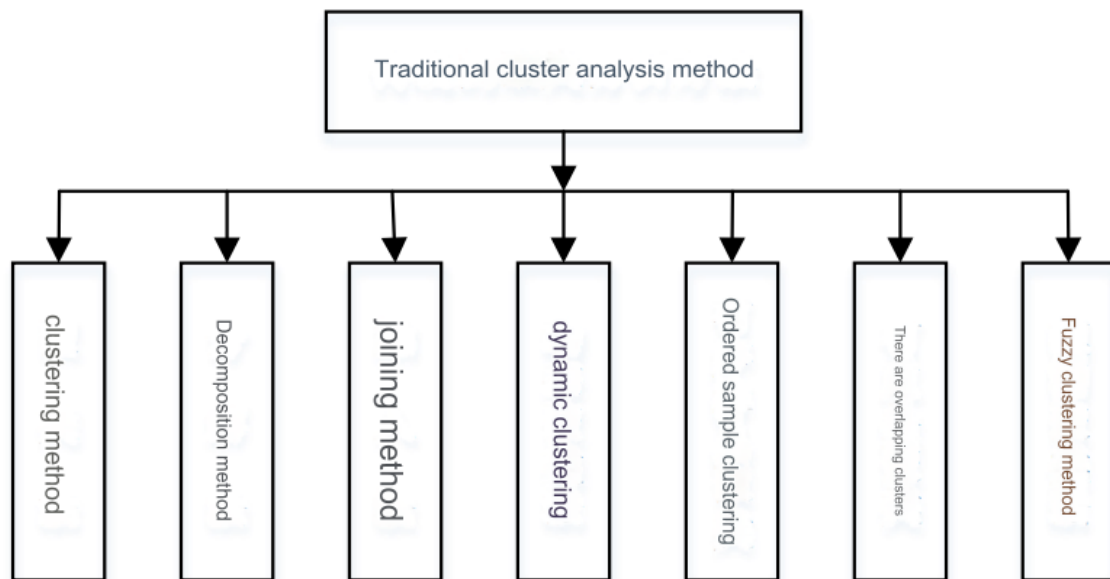 Traditional cluster analysis method
clustering method
Decomposition method
joining method
dynamic clustering
Ordered sample clustering
There are overlapping clusters
Fuzzy clustering method